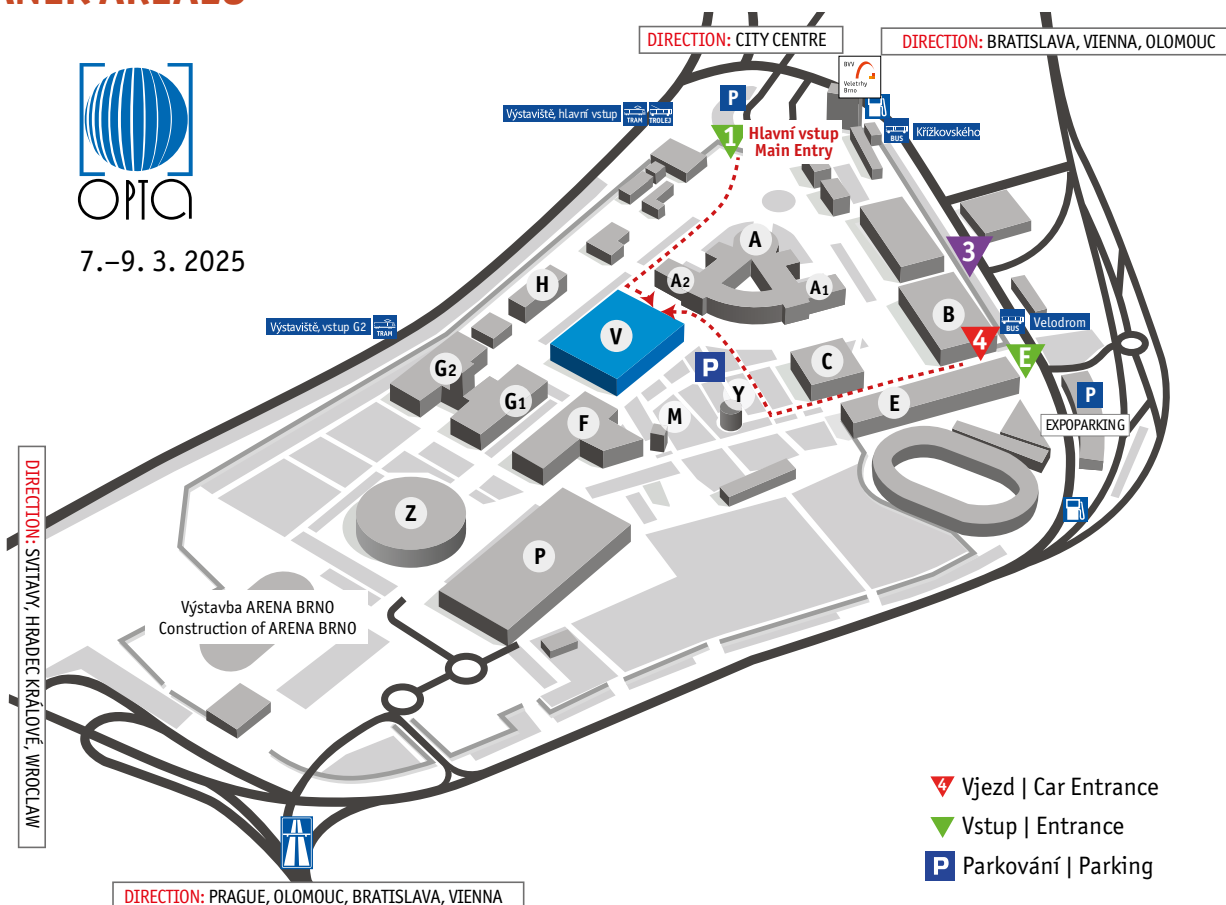 DIRECTION: CITY CENTRE
DIRECTION: BRATISLAVA, VIENNA, OLOMOUC
BVV
Veletrhy
Brno
OPTA
7.–9. 3. 2025
Výstaviště, hlavní vstup
TRAM
TROLEJ
P
1
Hlavní vstup
Main Entry
BUS
Křížkovského
A
A2
A1
H
3
B
V
4
BUS
Velodrom
E
Výstaviště, vstup G2
TRAM
G2
G1
P
C
Y
M
F
E
P
EXPOPARKING
Z
P
DIRECTION: SVITAVY, HRADEC KRÁLOVÉ, WROCLAW
Výstavba ARENA BRNO
Construction of ARENA BRNO
4 Vjezd | Car Entrance
Vstup | Entrance
P Parkování | Parking
DIRECTION: PRAGUE, OLOMOUC, BRATISLAVA, VIENNA